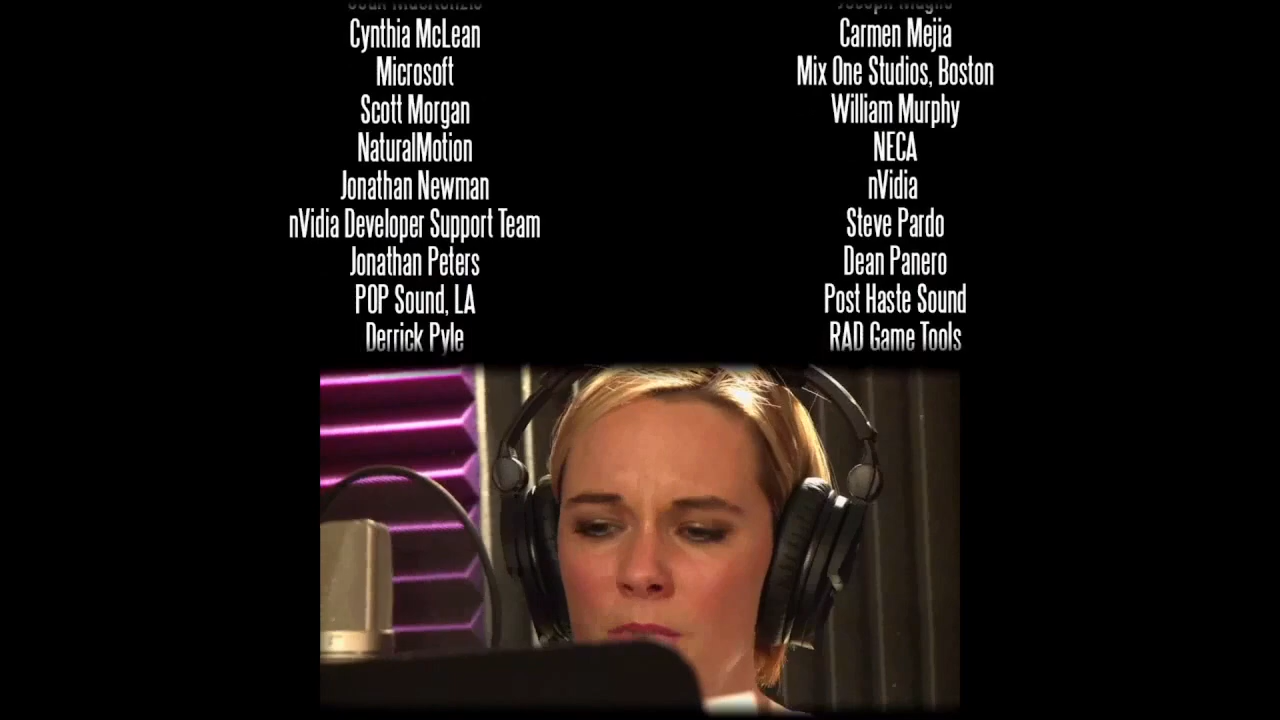 Cynthia McLean
Carmen Mejia
Microsoft
Mix One Studios, Boston
Scott Morgan
William Murphy
NaturalMotion
NECA
Jonathan Newman
nVidia
nVidia Developer Support Team
Steve Pardo
Jonathan Peters
Dean Panero
POP Sound, LA
Post Haste Sound
Derrick Pyle
RAD Game Tools